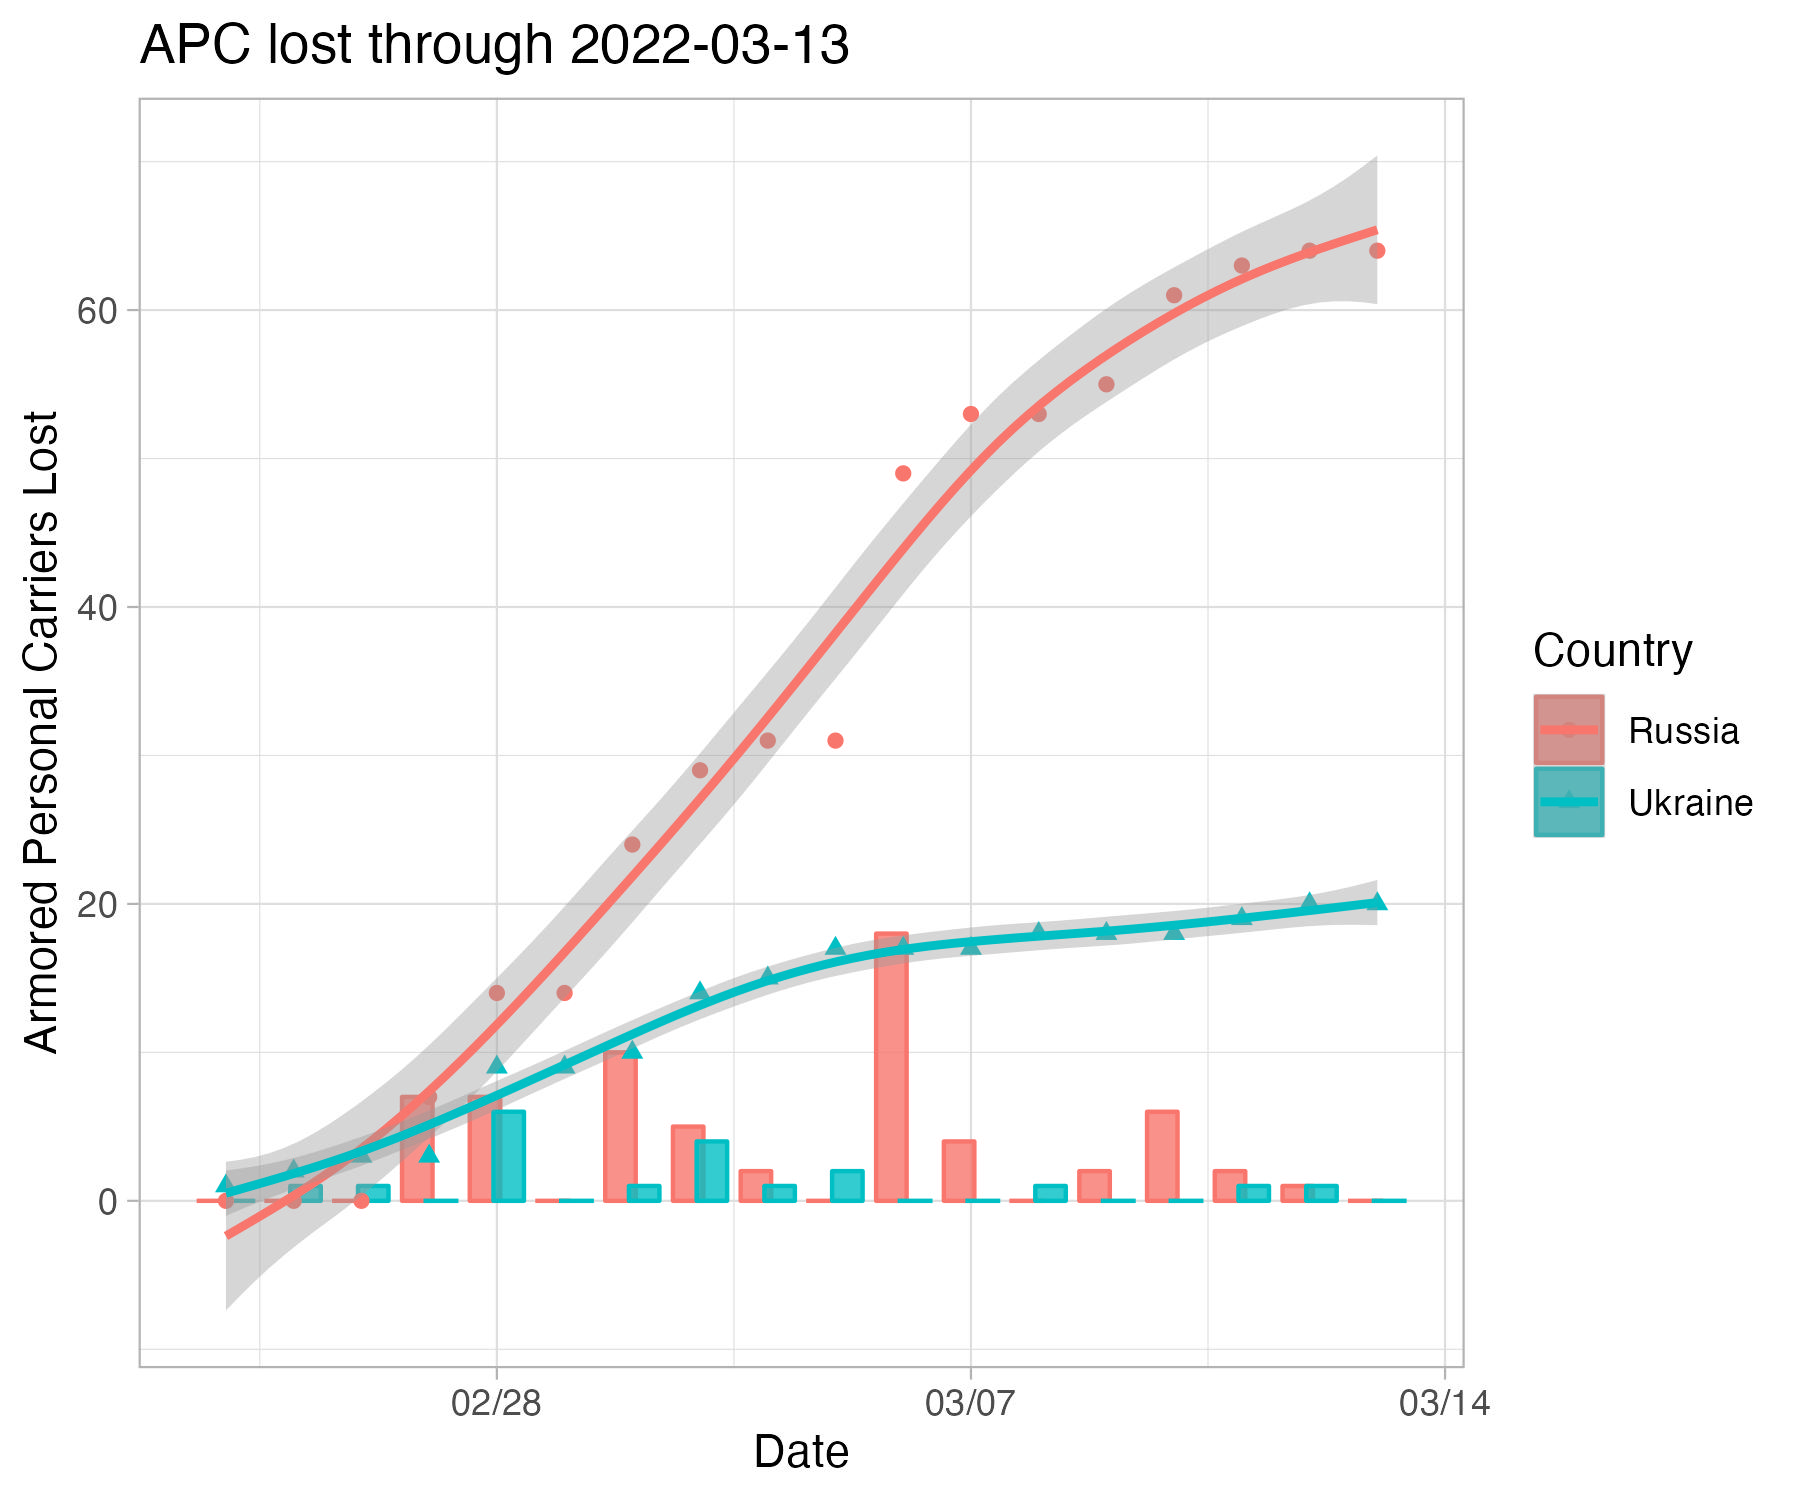 APC lost through 2022-03-13
Armored Personal Carriers Lost
60
40
20
0
02/28
03/07
03/14
Date
Country
Russia
Ukraine